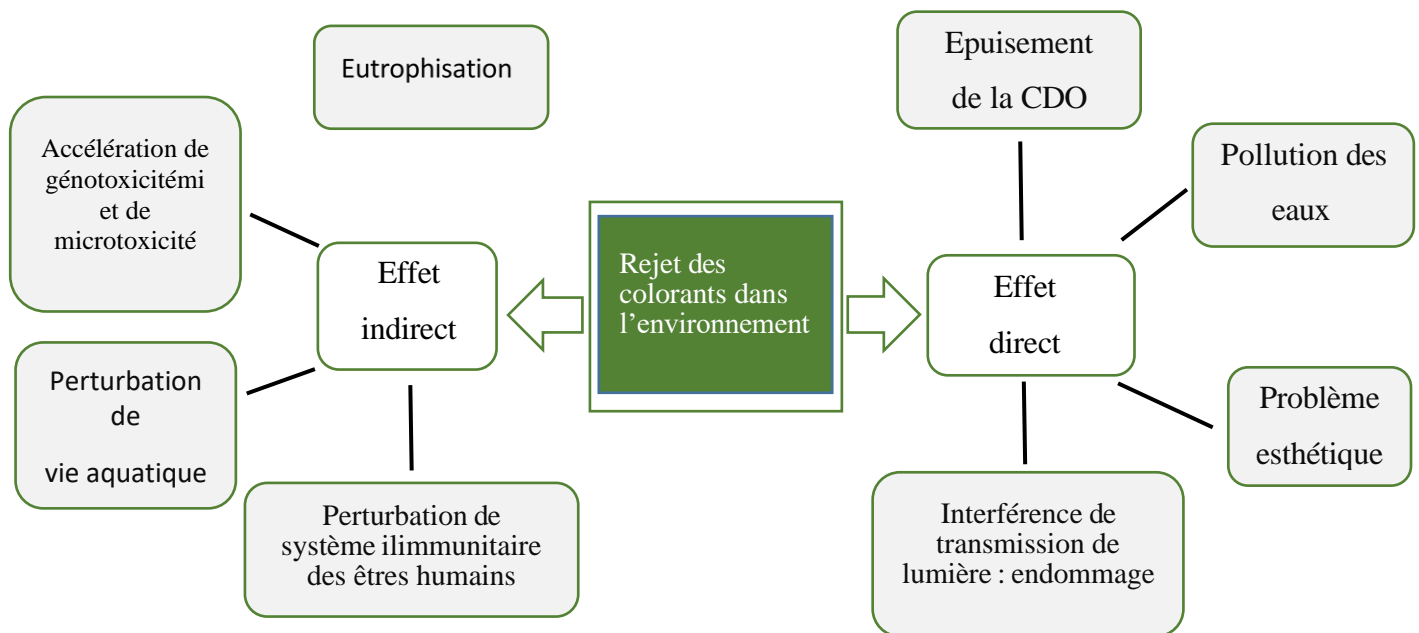 Eutrophisation
Accélération de
génotoxicitémi
et de
microtoxicité
Effet
indirect
Perturbation
de
vie aquatique
Perturbation de
système ilimmunitaire
des êtres humains
Rejet des
colorants dans
l’environnement
Epuisement
de la CDO
Pollution des
eaux
Effet
direct
Problème
esthétique
Interférence de
transmission de
lumière : endommage